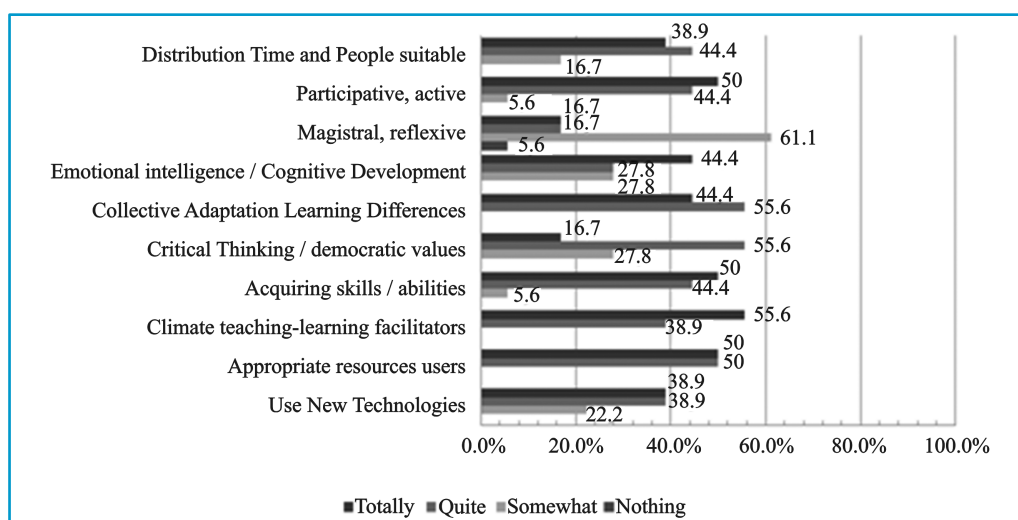 38.9
Distribution Time and People suitable 44.4
16.7
50
Participative, active 44.4
5.6 16.7
16.7
Magistral, reflexive 61.1
5.6
44.4
Emotional intelligence / Cognitive Development 27.8
27.8
44.4
Collective Adaptation Learning Differences 55.6
16.7
Critical Thinking / democratic values 55.6
27.8
50
Acquiring skills / abilities 44.4
5.6
55.6
Climate teaching-learning facilitators 38.9
50
Appropriate resources users 50
38.9
Use New Technologies 38.9
22.2
0.0% 20.0% 40.0% 60.0% 80.0% 100.0%
Totally Quite Somewhat Nothing